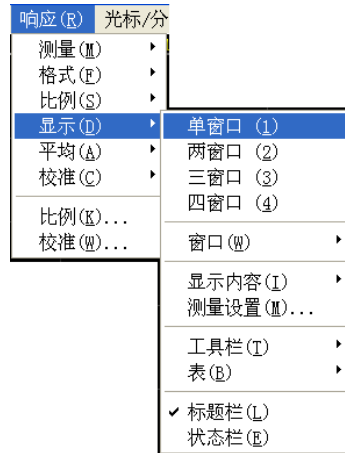 响应(R) 光标/分
测量(M)
格式(F)
比例(S)
显示(D)
平均(A)
校准(C)
比例(K)...
校准(W)...
单窗口 (1)
两窗口 (2)
三窗口 (3)
四窗口 (4)
窗口(W)
显示内容(I)
测量设置(M)...
工具栏(T)
表(B)
✓ 标题栏(L)
状态栏(E)